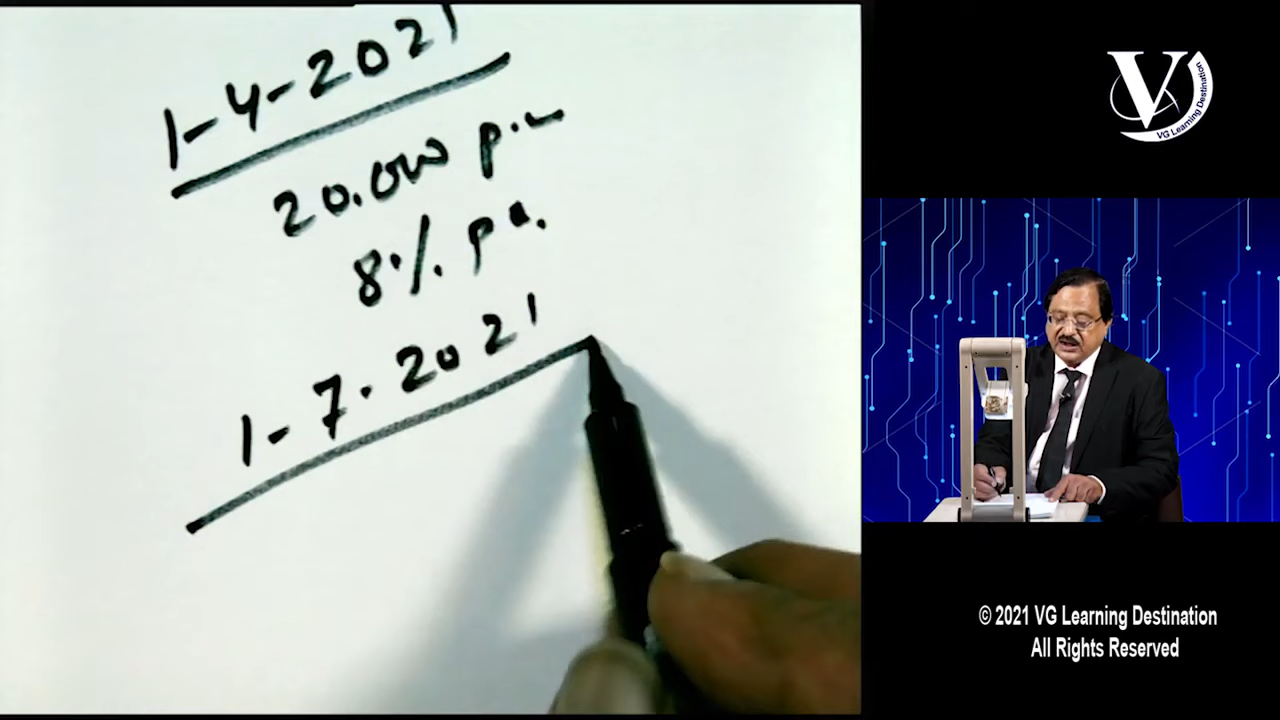 1-4-2021
20.000 p.m
8% p.a.
1-7.2021
V
VG Learning Destination
© 2021 VG Learning Destination
All Rights Reserved